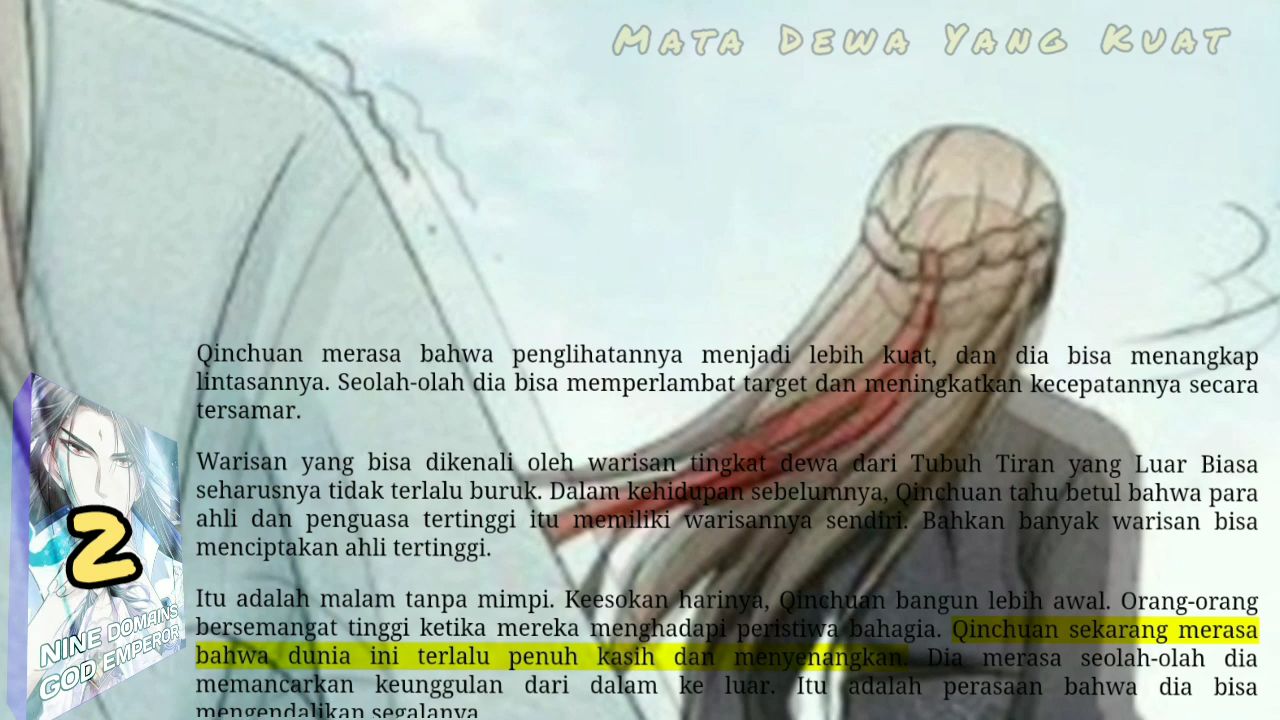 Mata Dewa Yang Kuat
Qinchuan merasa bahwa penglihatannya menjadi lebih kuat, dan dia bisa menangkap
lintasannya. Seolah-olah dia bisa memperlambat target dan meningkatkan kecepatannya secara
tersamar.
Warisan yang bisa dikenali oleh warisan tingkat dewa dari Tubuh Tiran yang Luar Biasa
seharusnya tidak terlalu buruk. Dalam kehidupan sebelumnya, Qinchuan tahu betul bahwa para
ahli dan penguasa tertinggi itu memiliki warisannya sendiri. Bahkan banyak warisan bisa
menciptakan ahli tertinggi.
Itu adalah malam tanpa mimpi. Keesokan harinya, Qinchuan bangun lebih awal. Orang-orang
bersemangat tinggi ketika mereka menghadapi peristiwa bahagia. Qinchuan sekarang merasa
bahwa dunia ini terlalu penuh kasih dan menyenangkan. Dia merasa seolah-olah dia
memancarkan keunggulan dari dalam ke luar. Itu adalah perasaan bahwa dia bisa
mengendalikan segalanya
2
NINE DOMAINS
GOD EMPEROR